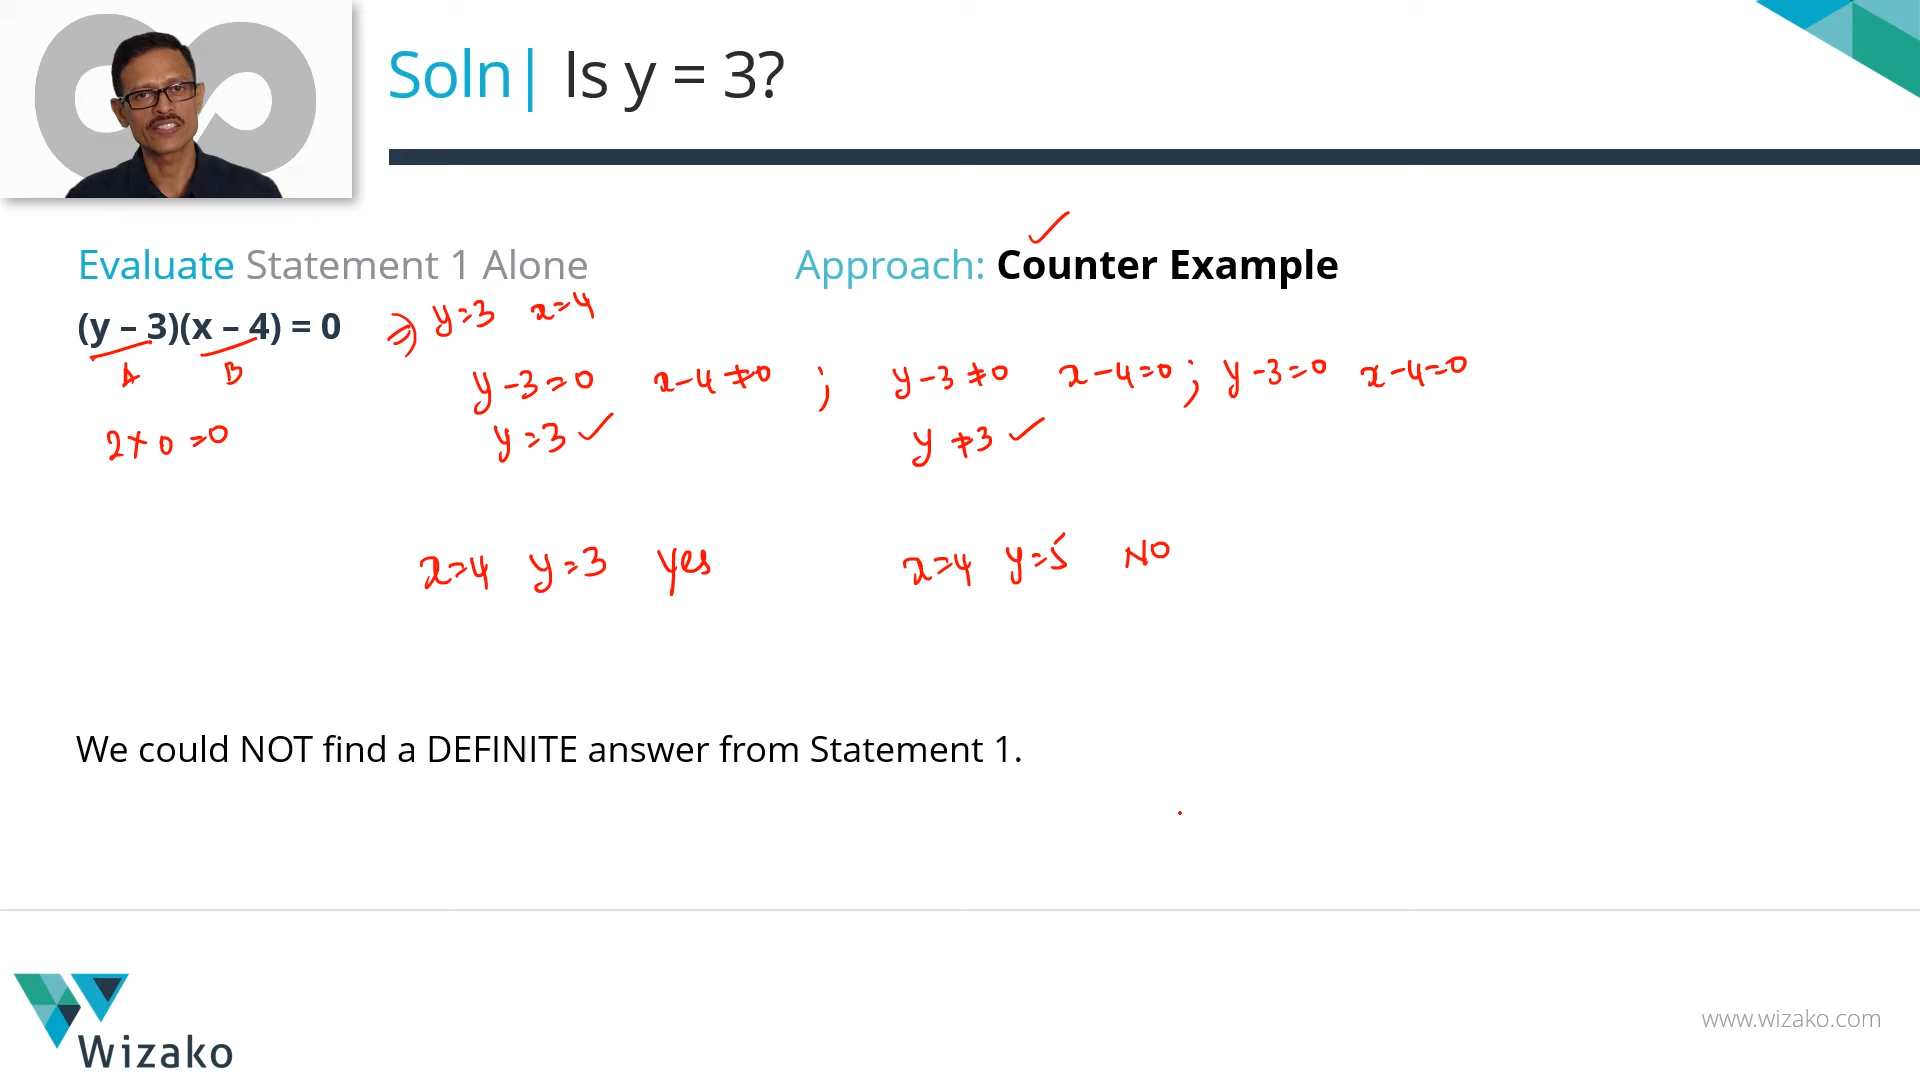 Soln| Is y = 3?
Evaluate Statement 1 Alone
Approach: Counter Example
(y – 3)(x – 4) = 0 ⇒ y=3 x=4
A B
y-3=0 x-4≠0 ; y-3≠0 x-4=0 ; y-3=0 x-4=0
2×0=0 y=3 ✓ y≠3 ✓
x=4 y=3 Yes x=4 y=5 NO
We could NOT find a DEFINITE answer from Statement 1.
Wizako
www.wizako.com